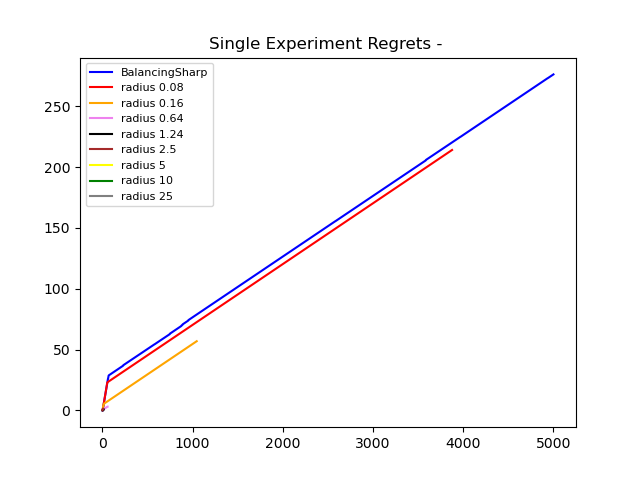 Single Experiment Regrets -
BalancingSharp
radius 0.08
radius 0.16
radius 0.64
radius 1.24
radius 2.5
radius 5
radius 10
radius 25
250
200
150
100
50
0
0 1000 2000 3000 4000 5000